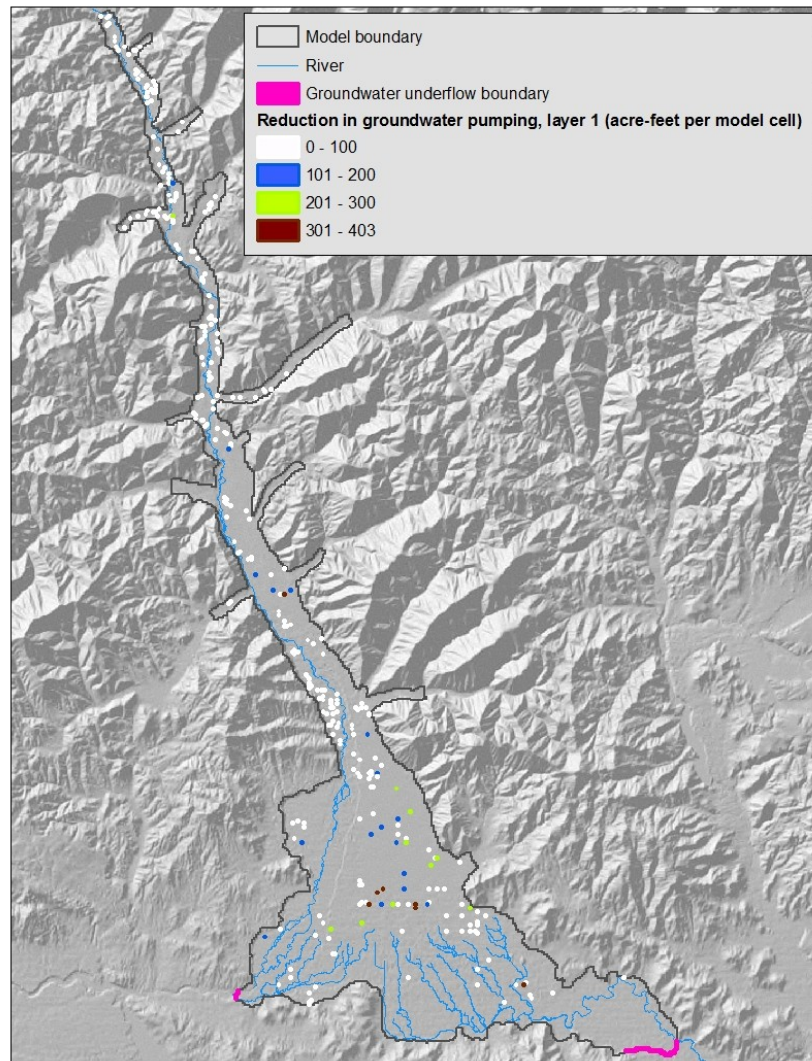 Model boundary
River
Groundwater underflow boundary
Reduction in groundwater pumping, layer 1 (acre-feet per model cell)
0 - 100
101 - 200
201 - 300
301 - 403